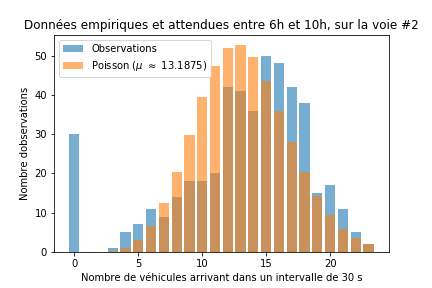 Données empiriques et attendues entre 6h et 10h, sur la voie #2
Observations
Poisson (μ ≈ 13.1875)
50
40
30
20
10
0
Nombre dobservations
0 5 10 15 20
Nombre de véhicules arrivant dans un intervalle de 30 s